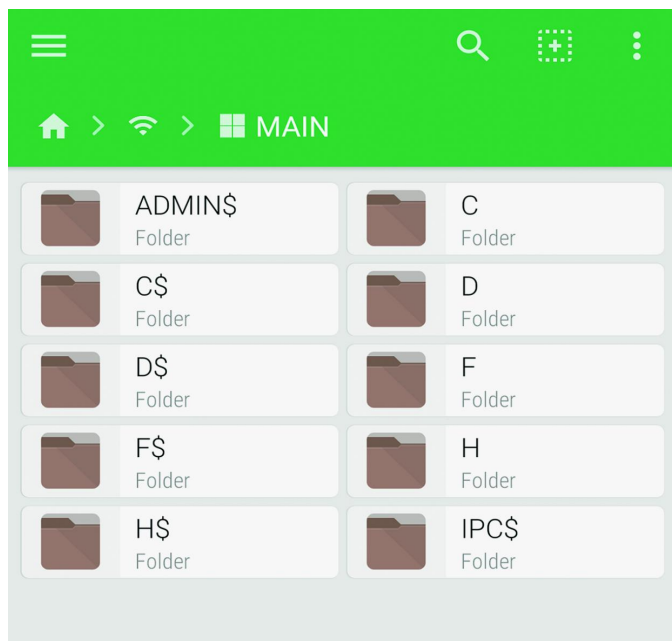 MAIN
ADMIN$
Folder
C
Folder
C$
Folder
D
Folder
D$
Folder
F
Folder
F$
Folder
H
Folder
H$
Folder
IPC$
Folder